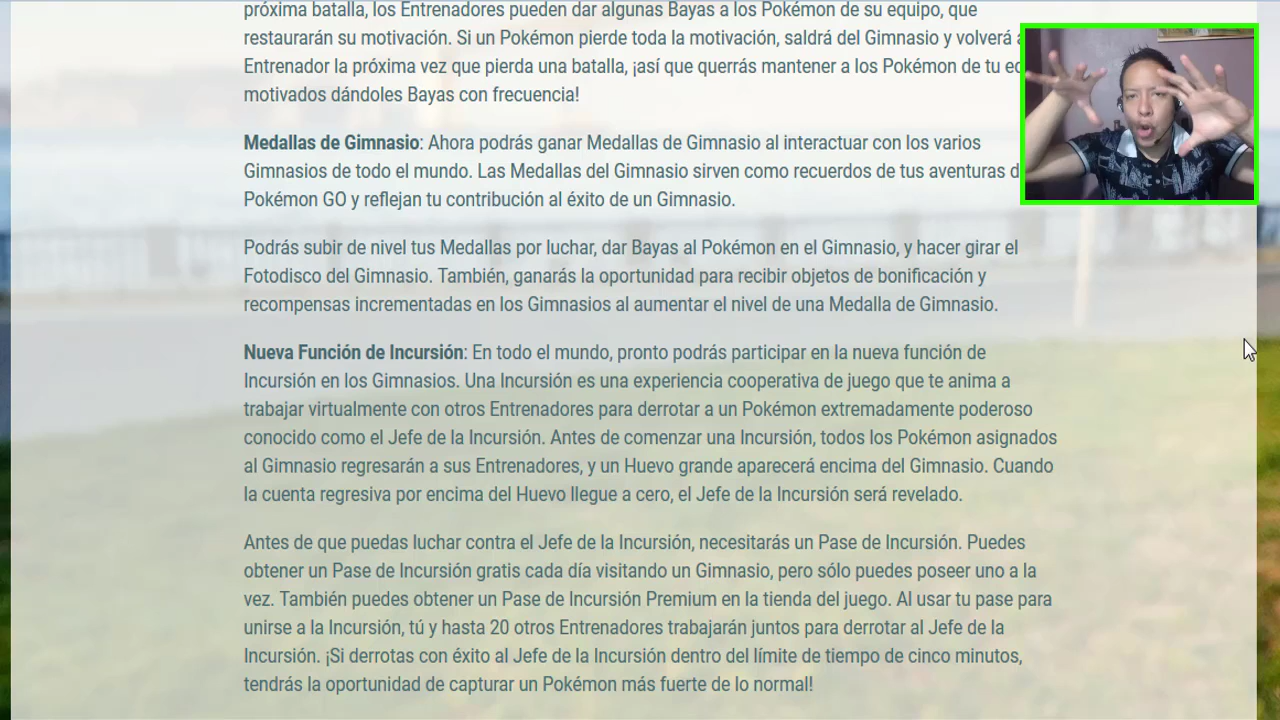 próxima batalla, los Entrenadores pueden dar algunas Bayas a los Pokémon de su equipo, que
restaurarán su motivación. Si un Pokémon pierde toda la motivación, saldrá del Gimnasio y volverá
Entrenador la próxima vez que pierda una batalla, ¡así que querrás mantener a los Pokémon de tu
motivados dándoles Bayas con frecuencia!
Medallas de Gimnasio: Ahora podrás ganar Medallas de Gimnasio al interactuar con los varios
Gimnasios de todo el mundo. Las Medallas del Gimnasio sirven como recuerdos de tus aventuras
Pokémon GO y reflejan tu contribución al éxito de un Gimnasio.
Podrás subir de nivel tus Medallas por luchar, dar Bayas al Pokémon en el Gimnasio, y hacer girar el
Fotodisco del Gimnasio. También, ganarás la oportunidad para recibir objetos de bonificación y
recompensas incrementadas en los Gimnasios al aumentar el nivel de una Medalla de Gimnasio.
Nueva Función de Incursión: En todo el mundo, pronto podrás participar en la nueva función de
Incursión en los Gimnasios. Una Incursión es una experiencia cooperativa de juego que te anima a
trabajar virtualmente con otros Entrenadores para derrotar a un Pokémon extremadamente poderoso
conocido como el Jefe de la Incursión. Antes de comenzar una Incursión, todos los Pokémon asignados
al Gimnasio regresarán a sus Entrenadores, y un Huevo grande aparecerá encima del Gimnasio. Cuando
la cuenta regresiva por encima del Huevo llegue a cero, el Jefe de la Incursión será revelado.
Antes de que puedas luchar contra el Jefe de la Incursión, necesitarás un Pase de Incursión. Puedes
obtener un Pase de Incursión gratis cada día visitando un Gimnasio, pero sólo puedes poseer uno a la
vez. También puedes obtener un Pase de Incursión Premium en la tienda del juego. Al usar tu pase para
unirse a la Incursión, tú y hasta 20 otros Entrenadores trabajarán juntos para derrotar al Jefe de la
Incursión. ¡Si derrotas con éxito al Jefe de la Incursión dentro del límite de tiempo de cinco minutos,
tendrás la oportunidad de capturar un Pokémon más fuerte de lo normal!